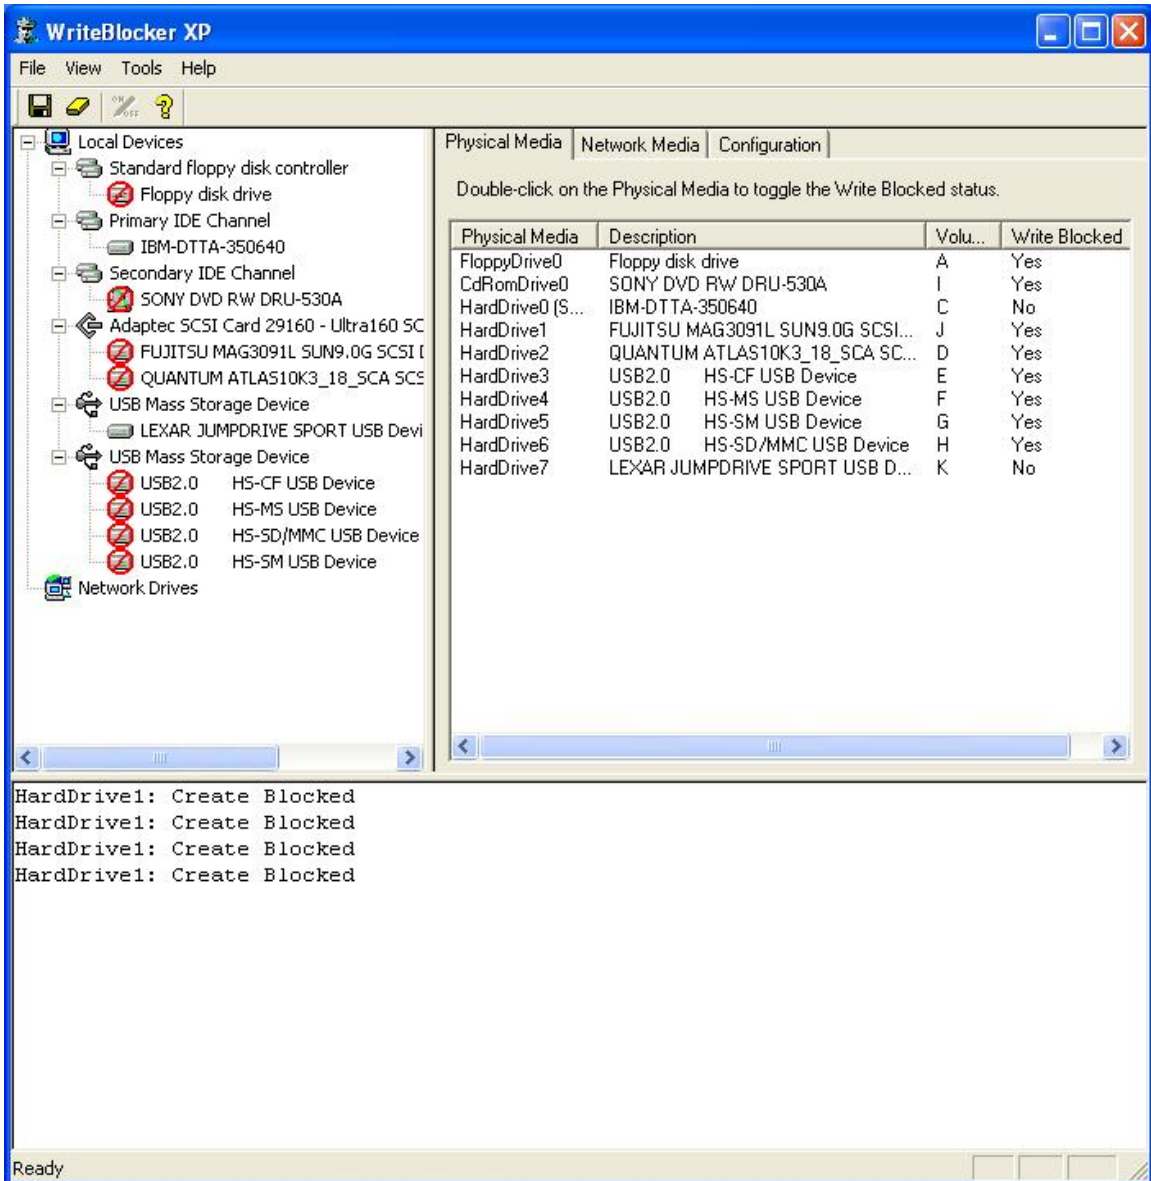 WriteBlocker XP
File View Tools Help
Local Devices
Standard floppy disk controller
Floppy disk drive
Primary IDE Channel
IBM-DTTA-350640
Secondary IDE Channel
SONY DVD RW DRU-530A
Adaptec SCSI Card 29160 - Ultra160 SC
FUJITSU MAG3091L SUN9.0G SCSI
QUANTUM ATLAS10K3_18_SCA SCS
USB Mass Storage Device
LEXAR JUMPDRIVE SPORT USB Devi
USB Mass Storage Device
USB2.0 HS-CF USB Device
USB2.0 HS-MS USB Device
USB2.0 HS-SD/MMC USB Device
USB2.0 HS-SM USB Device
Network Drives
Physical Media Network Media Configuration
Double-click on the Physical Media to toggle the Write Blocked status.
Physical Media Description Volu... Write Blocked
FloppyDrive0 Floppy disk drive A Yes
CdRomDrive0 SONY DVD RW DRU-530A I Yes
HardDrive0 (S... IBM-DTTA-350640 C No
HardDrive1 FUJITSU MAG3091L SUN9.0G SCSI... J Yes
HardDrive2 QUANTUM ATLAS10K3_18_SCA SC... D Yes
HardDrive3 USB2.0 HS-CF USB Device E Yes
HardDrive4 USB2.0 HS-MS USB Device F Yes
HardDrive5 USB2.0 HS-SM USB Device G Yes
HardDrive6 USB2.0 HS-SD/MMC USB Device H Yes
HardDrive7 LEXAR JUMPDRIVE SPORT USB D... K No
HardDrive1: Create Blocked
HardDrive1: Create Blocked
HardDrive1: Create Blocked
HardDrive1: Create Blocked
Ready